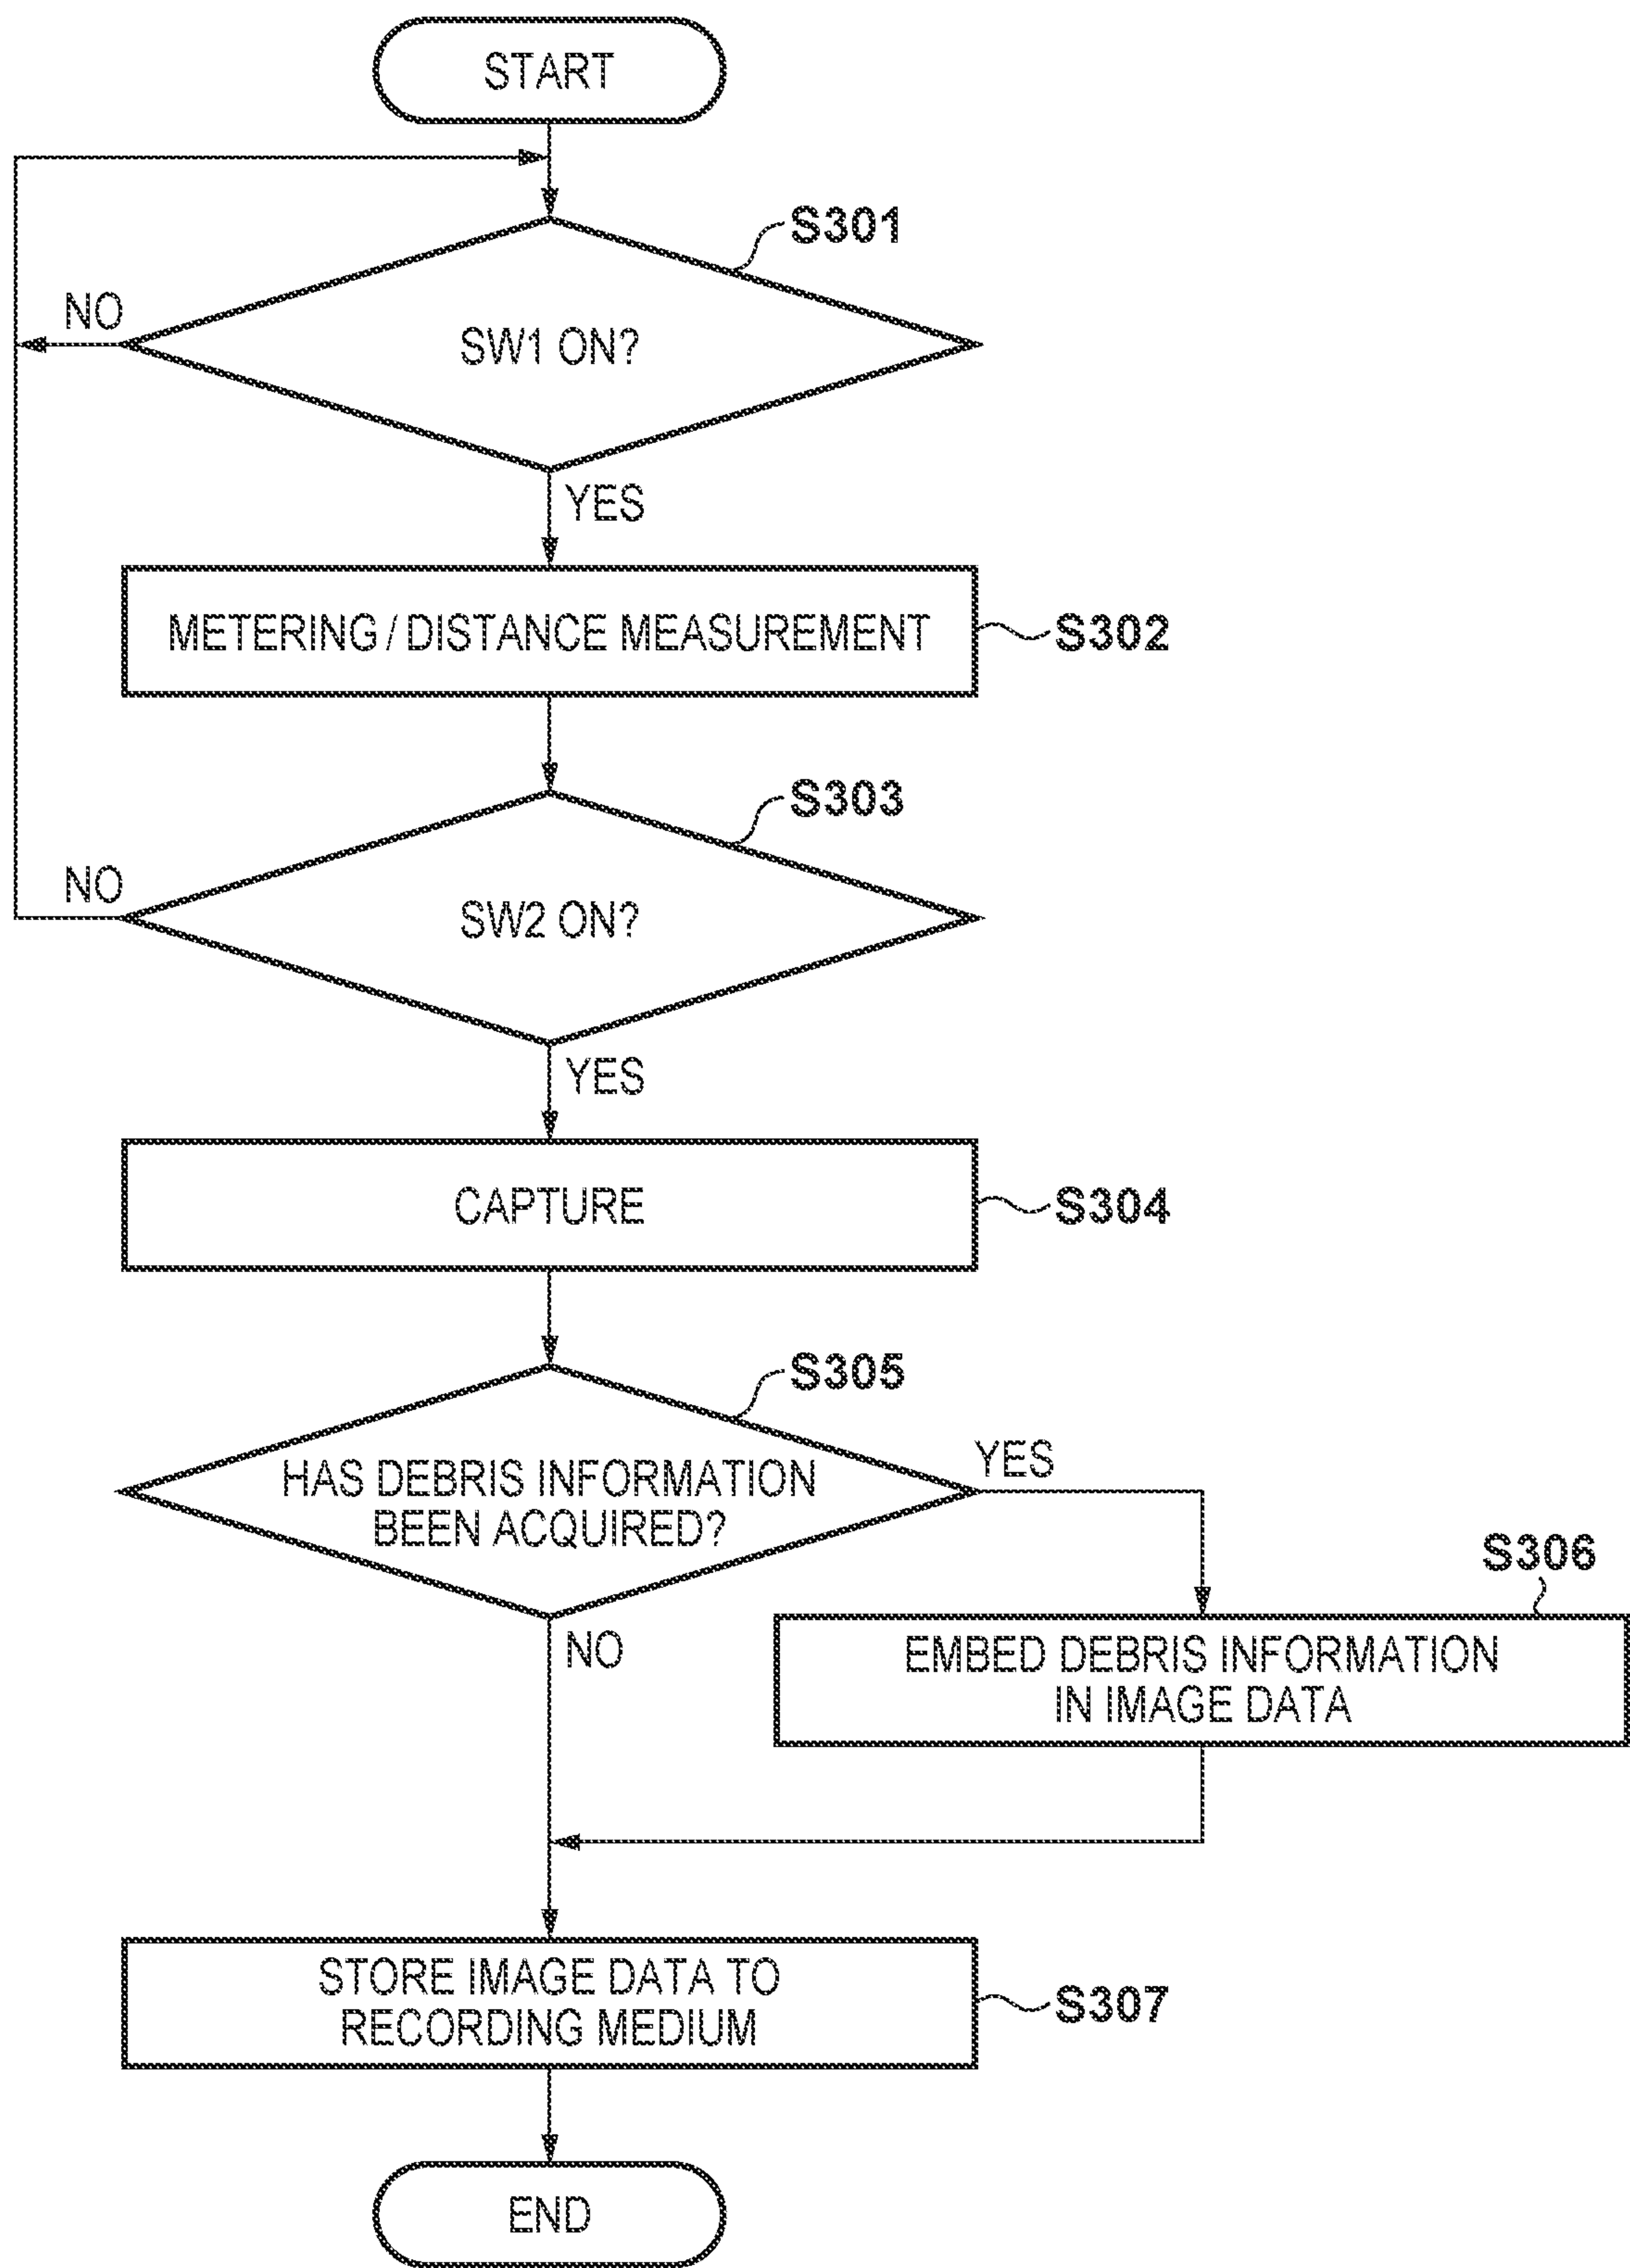 START
S301
NO
SW1 ON?
YES
METERING / DISTANCE MEASUREMENT
S302
S303
NO
SW2 ON?
YES
CAPTURE
S304
S305
HAS DEBRIS INFORMATION
BEEN ACQUIRED?
YES
S306
NO
EMBED DEBRIS INFORMATION
IN IMAGE DATA
STORE IMAGE DATA TO
RECORDING MEDIUM
S307
END